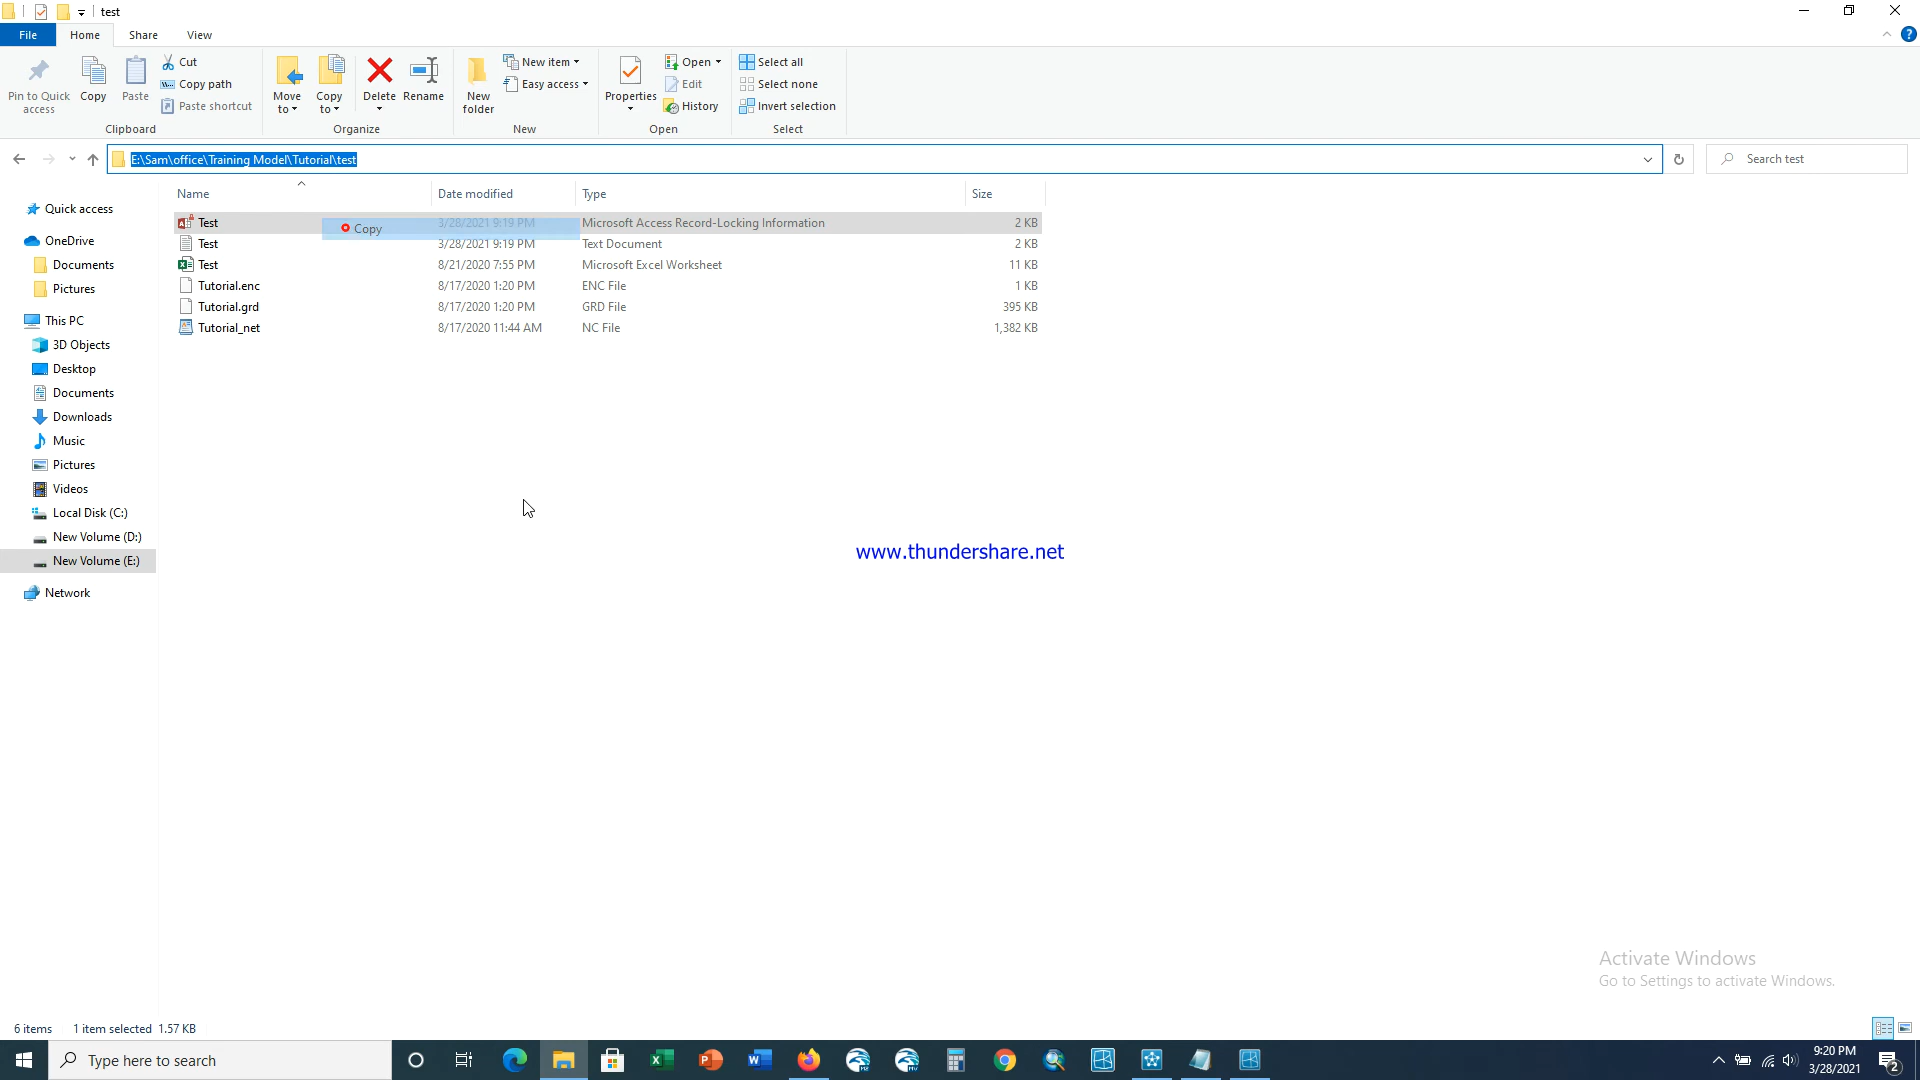 test
File Home Share View
Pin to Quick access
Copy
Paste
Cut
Copy path
Paste shortcut
Clipboard
Move to
Copy to
Delete
Rename
Organize
New folder
New item
Easy access
New
Properties
Open
Edit
History
Open
Select all
Select none
Invert selection
Select
E:\Sam\office\Training Model\Tutorial\test
Search test
Name Date modified Type Size
Test 3/28/2021 9:19 PM Microsoft Access Record-Locking Information 2 KB
Copy
Test 3/28/2021 9:19 PM Text Document 2 KB
Test 8/21/2020 7:55 PM Microsoft Excel Worksheet 11 KB
Tutorial.enc 8/17/2020 1:20 PM ENC File 1 KB
Tutorial.grd 8/17/2020 1:20 PM GRD File 395 KB
Tutorial_net 8/17/2020 11:44 AM NC File 1,382 KB
Quick access
OneDrive
Documents
Pictures
This PC
3D Objects
Desktop
Documents
Downloads
Music
Pictures
Videos
Local Disk (C:)
New Volume (D:)
New Volume (E:)
Network
www.thundershare.net
Activate Windows
Go to Settings to activate Windows.
6 items 1 item selected 1.57 KB
Type here to search
9:20 PM
3/28/2021
2